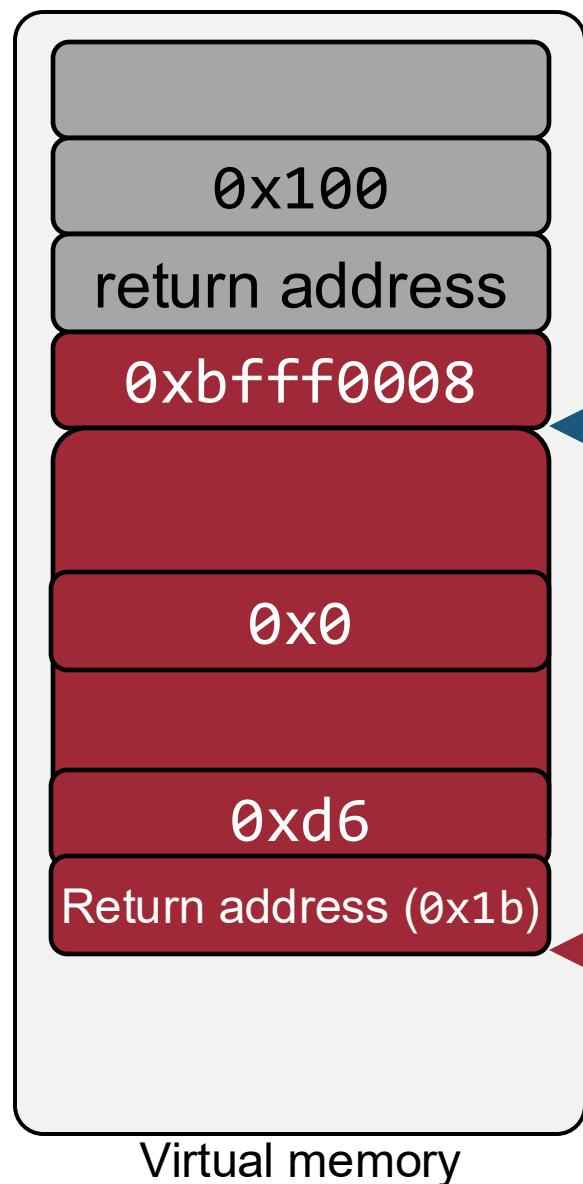 0x100
return address
0xbfff0008
0x0
0xd6
Return address (0x1b)
Virtual memory